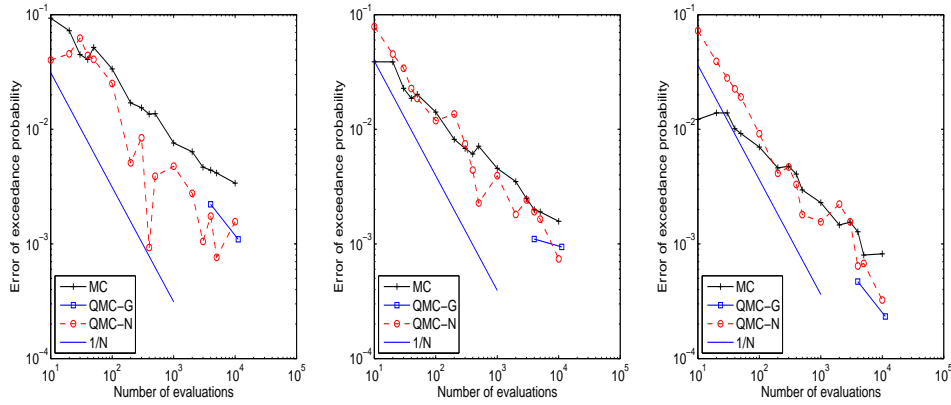 Error of exceedance probability
10^-1
10^-2
10^-3
10^-4
MC
QMC-G
QMC-N
1/N
10^1
10^2
10^3
10^4
10^5
Number of evaluations
Error of exceedance probability
10^-1
10^-2
10^-3
10^-4
MC
QMC-G
QMC-N
1/N
10^1
10^2
10^3
10^4
10^5
Number of evaluations
Error of exceedance probability
10^-1
10^-2
10^-3
10^-4
MC
QMC-G
QMC-N
1/N
10^1
10^2
10^3
10^4
10^5
Number of evaluations